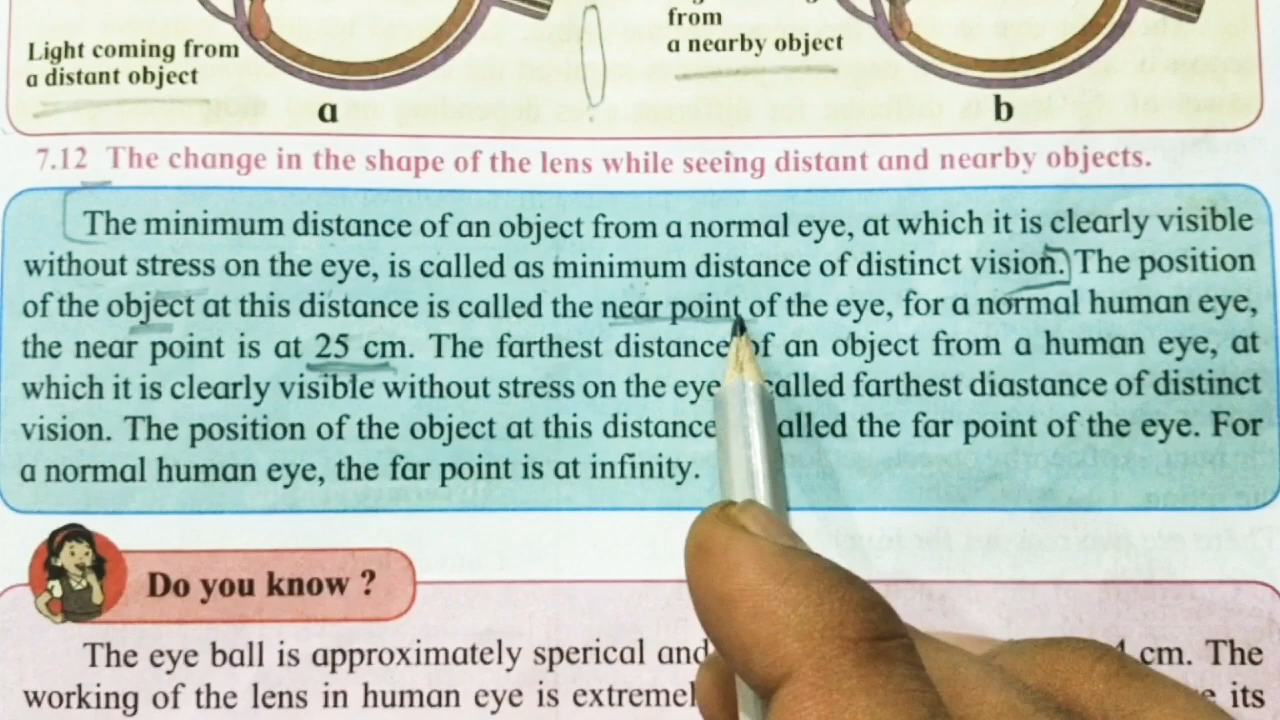 Light coming from
a distant object
from
a nearby object
a
b
7.12 The change in the shape of the lens while seeing distant and nearby objects.
The minimum distance of an object from a normal eye, at which it is clearly visible
without stress on the eye, is called as minimum distance of distinct vision. The position
of the object at this distance is called the near point of the eye, for a normal human eye,
the near point is at 25 cm. The farthest distance of an object from a human eye, at
which it is clearly visible without stress on the eye called farthest diastance of distinct
vision. The position of the object at this distance called the far point of the eye. For
a normal human eye, the far point is at infinity.
Do you know ?
The eye ball is approximately sperical and cm. The
working of the lens in human eye is its